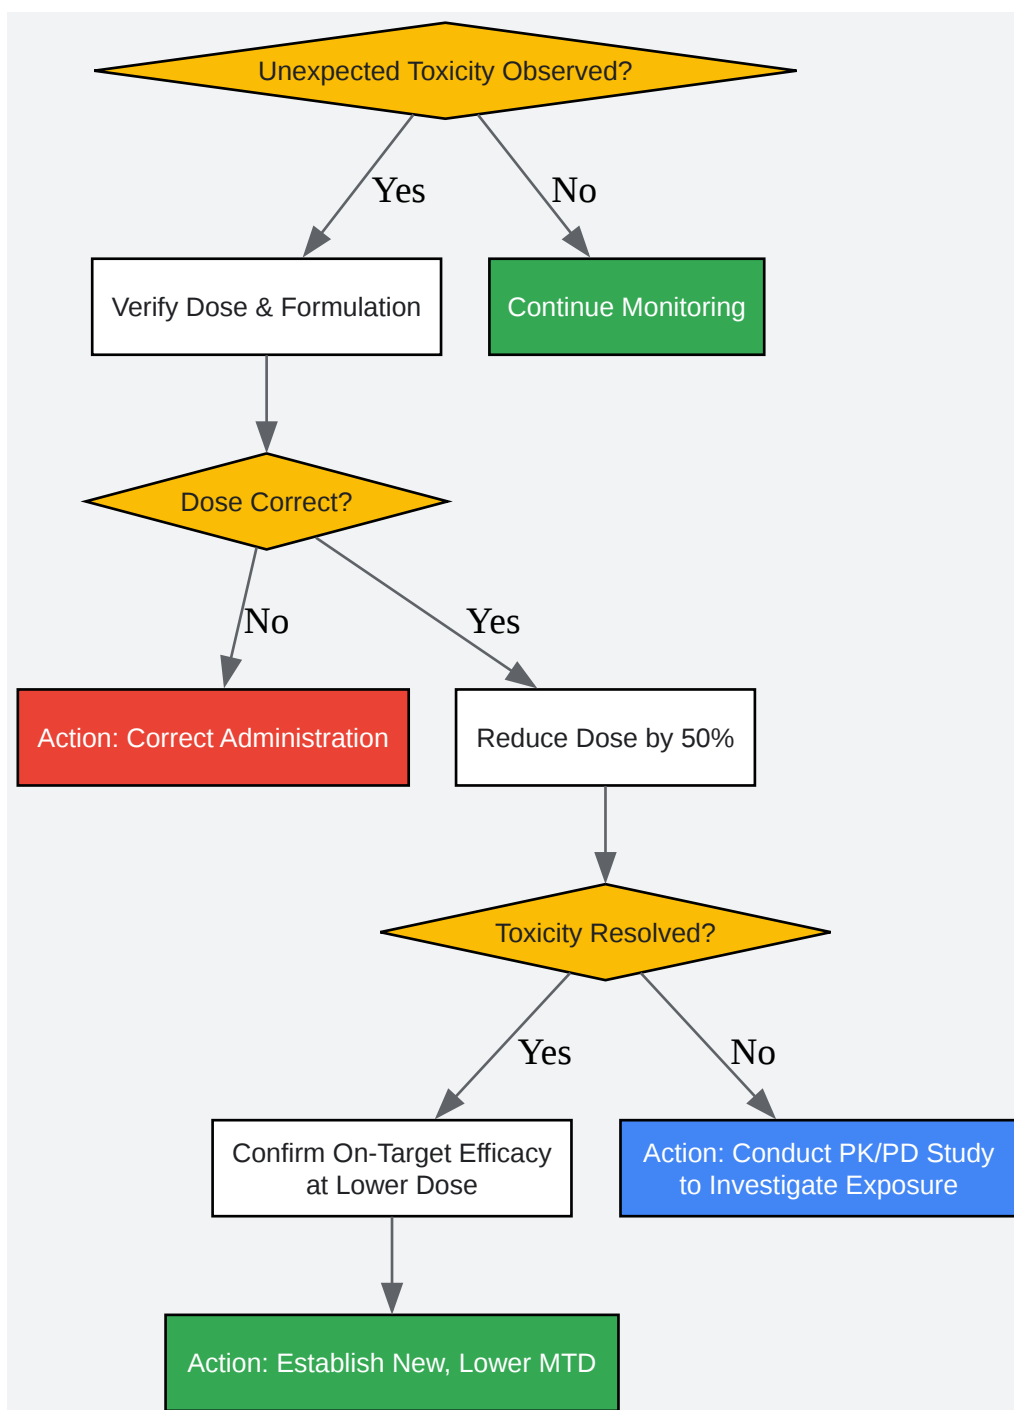 Unexpected Toxicity Observed?
Yes
No
Verify Dose & Formulation
Continue Monitoring
Dose Correct?
No
Yes
Action: Correct Administration
Reduce Dose by 50%
Toxicity Resolved?
Yes
No
Confirm On-Target Efficacy
at Lower Dose
Action: Conduct PK/PD Study
to Investigate Exposure
Action: Establish New, Lower MTD